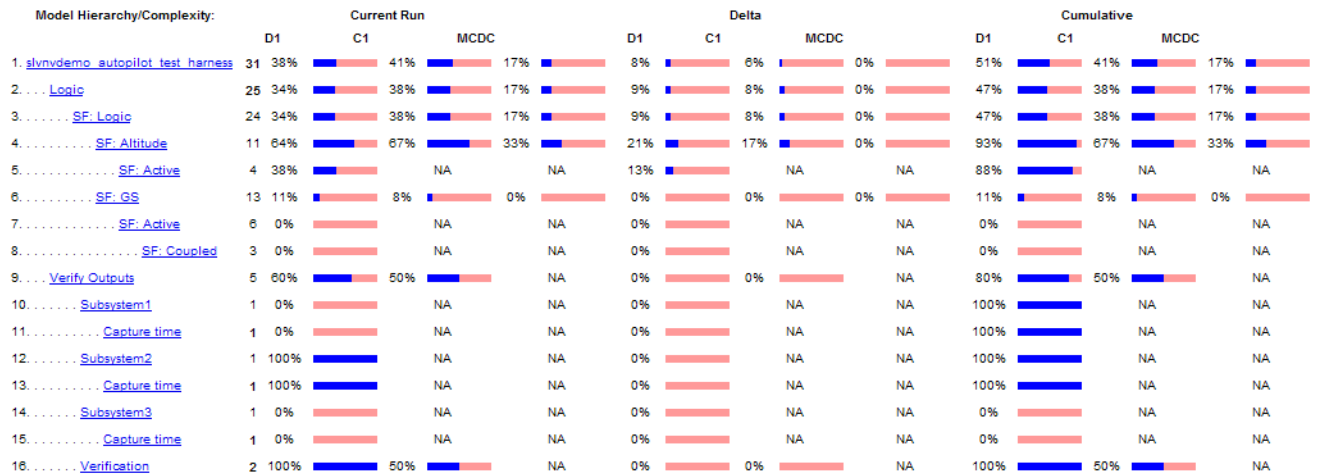 Model Hierarchy/Complexity: Current Run Delta Cumulative
D1 C1 MCDC D1 C1 MCDC D1 C1 MCDC
1. slvnvdemo_autopilot_test_harness 31 38% 41% 17% 8% 6% 0% 51% 41% 17%
2. . . . Logic 25 34% 38% 17% 9% 8% 0% 47% 38% 17%
3. . . . . . . SF: Logic 24 34% 38% 17% 9% 8% 0% 47% 38% 17%
4. . . . . . . . . . SF: Altitude 11 64% 67% 33% 21% 17% 0% 93% 67% 33%
5. . . . . . . . . . . . . SF: Active 4 38% NA NA 13% NA NA 88% NA NA
6. . . . . . . . . . SF: GS 13 11% 8% 0% 0% 0% 0% 11% 8% 0%
7. . . . . . . . . . . . . SF: Active 6 0% NA NA 0% NA NA 0% NA NA
8. . . . . . . . . . . . . . . . SF: Coupled 3 0% NA NA 0% NA NA 0% NA NA
9. . . . Verify Outputs 5 60% 50% NA 0% 0% NA 80% 50% NA
10. . . . . . . Subsystem1 1 0% NA NA 0% NA NA 100% NA NA
11. . . . . . . . . . Capture time 1 0% NA NA 0% NA NA 100% NA NA
12. . . . . . . Subsystem2 1 100% NA NA 0% NA NA 100% NA NA
13. . . . . . . . . . Capture time 1 100% NA NA 0% NA NA 100% NA NA
14. . . . . . . Subsystem3 1 0% NA NA 0% NA NA 0% NA NA
15. . . . . . . . . . Capture time 1 0% NA NA 0% NA NA 0% NA NA
16. . . . . . . Verification 2 100% 50% NA 0% 0% NA 100% 50% NA